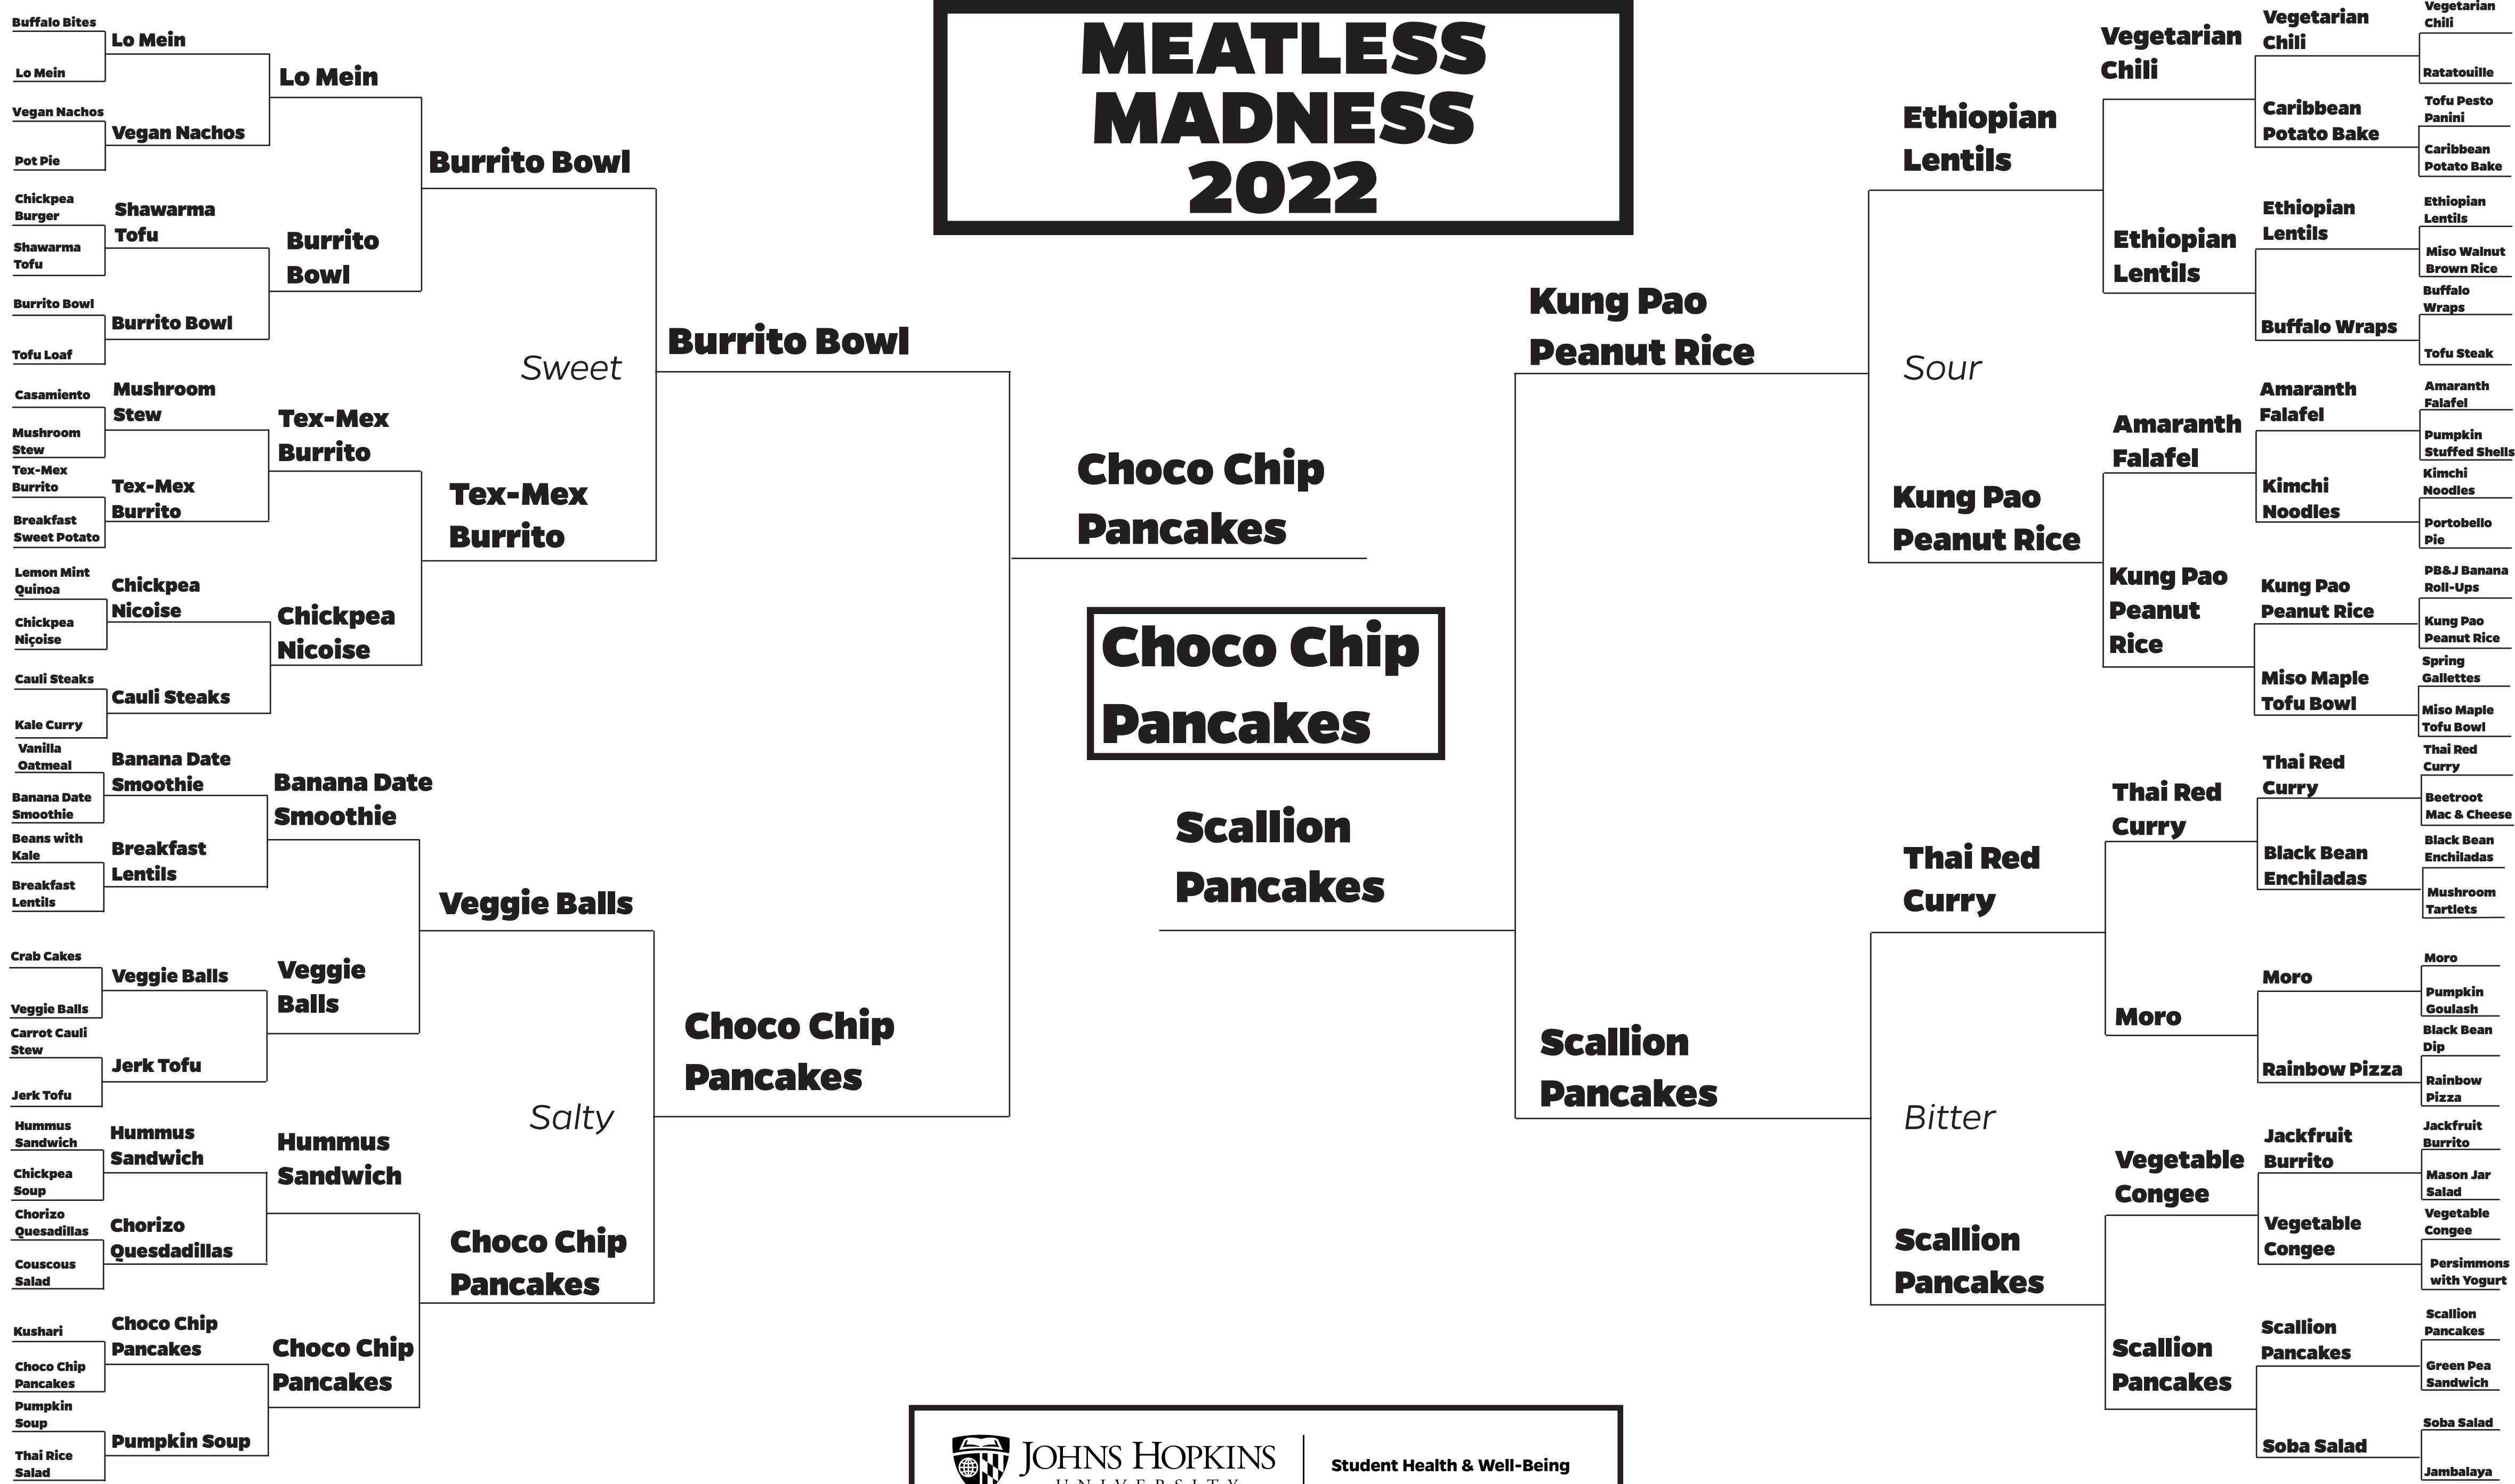 MEATLESS
MADNESS
2022
Buffalo Bites
Lo Mein
Vegan Nachos
Pot Pie
Chickpea
Burger
Shawarma
Tofu
Burrito Bowl
Tofu Loaf
Casamiento
Mushroom
Stew
Tex-Mex
Burrito
Breakfast
Sweet Potato
Lemon Mint
Quinoa
Chickpea
Niçoise
Cauli Steaks
Kale Curry
Vanilla
Oatmeal
Banana Date
Smoothie
Beans with
Kale
Breakfast
Lentils
Crab Cakes
Veggie Balls
Carrot Cauli
Stew
Jerk Tofu
Hummus
Sandwich
Chickpea
Soup
Chorizo
Quesadillas
Couscous
Salad
Kushari
Choco Chip
Pancakes
Pumpkin
Soup
Thai Rice
Salad
Lo Mein
Vegan Nachos
Shawarma
Tofu
Burrito Bowl
Mushroom
Stew
Tex-Mex
Burrito
Chickpea
Nicoise
Cauli Steaks
Banana Date
Smoothie
Breakfast
Lentils
Veggie Balls
Jerk Tofu
Hummus
Sandwich
Chorizo
Quesdadillas
Choco Chip
Pancakes
Pumpkin Soup
Lo Mein
Burrito
Bowl
Tex-Mex
Burrito
Chickpea
Nicoise
Banana Date
Smoothie
Veggie
Balls
Hummus
Sandwich
Choco Chip
Pancakes
Burrito Bowl
Tex-Mex
Burrito
Veggie Balls
Choco Chip
Pancakes
Sweet
Salty
Burrito Bowl
Choco Chip
Pancakes
Choco Chip
Pancakes
Choco Chip
Pancakes
Scallion
Pancakes
Kung Pao
Peanut Rice
Scallion
Pancakes
Sour
Bitter
Ethiopian
Lentils
Kung Pao
Peanut Rice
Thai Red
Curry
Scallion
Pancakes
Vegetarian
Chili
Ethiopian
Lentils
Amaranth
Falafel
Kung Pao
Peanut
Rice
Thai Red
Curry
Moro
Vegetable
Congee
Scallion
Pancakes
Vegetarian
Chili
Caribbean
Potato Bake
Ethiopian
Lentils
Buffalo Wraps
Amaranth
Falafel
Kimchi
Noodles
Kung Pao
Peanut Rice
Miso Maple
Tofu Bowl
Thai Red
Curry
Black Bean
Enchiladas
Moro
Rainbow Pizza
Jackfruit
Burrito
Vegetable
Congee
Scallion
Pancakes
Soba Salad
Vegetarian
Chili
Ratatouille
Tofu Pesto
Panini
Caribbean
Potato Bake
Ethiopian
Lentils
Miso Walnut
Brown Rice
Buffalo
Wraps
Tofu Steak
Amaranth
Falafel
Pumpkin
Stuffed Shells
Kimchi
Noodles
Portobello
Pie
PB&J Banana
Roll-Ups
Kung Pao
Peanut Rice
Spring
Gallettes
Miso Maple
Tofu Bowl
Thai Red
Curry
Beetroot
Mac & Cheese
Black Bean
Enchiladas
Mushroom
Tartlets
Moro
Pumpkin
Goulash
Black Bean
Dip
Rainbow
Pizza
Jackfruit
Burrito
Mason Jar
Salad
Vegetable
Congee
Persimmons
with Yogurt
Scallion
Pancakes
Green Pea
Sandwich
Soba Salad
Jambalaya
JOHNS HOPKINS
UNIVERSITY
Student Health & Well-Being